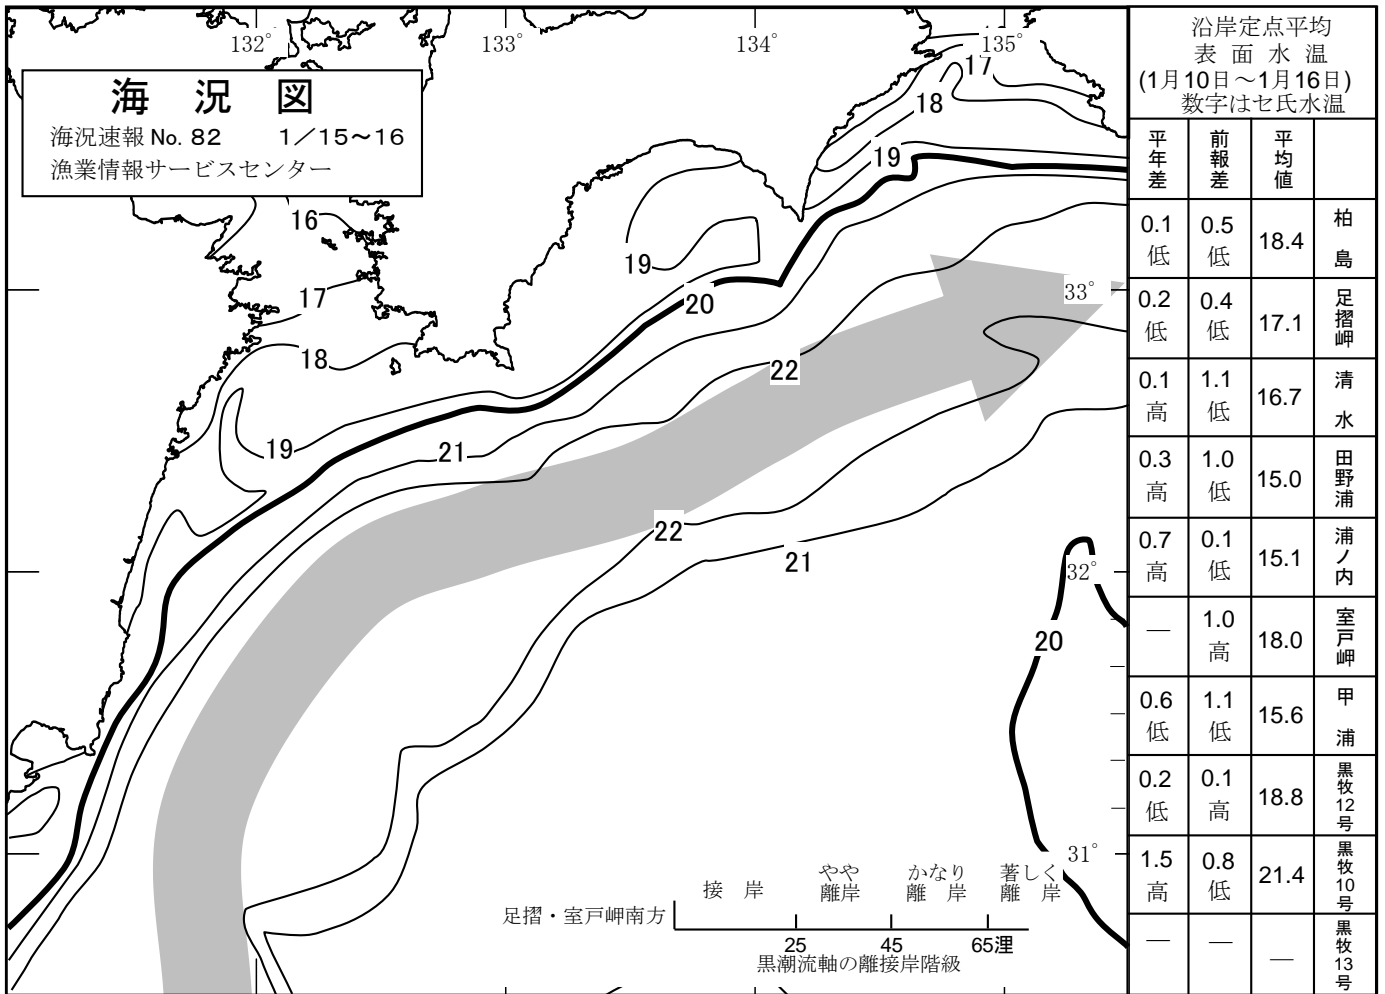 海況図
海況速報 No. 82 1／15～16
漁業情報サービスセンター
132°
133°
134°
135°
17
18
19
16
19
17
20
33°
18
22
19
21
22
21
32°
20
31°
接岸
やや離岸
かなり離岸
著しく離岸
足摺・室戸岬南方
25 45 65浬
黒潮流軸の離接岸階級
沿岸定点平均
表面水温
(1月10日～1月16日)
数字はセ氏水温
平年差 前報差 平均値
0.1低 0.5低 18.4 柏島
0.2低 0.4低 17.1 足摺岬
0.1高 1.1低 16.7 清水
0.3高 1.0低 15.0 田野浦
0.7高 0.1低 15.1 浦ノ内
— 1.0高 18.0 室戸岬
0.6低 1.1低 15.6 甲浦
0.2低 0.1高 18.8 黒牧12号
1.5高 0.8低 21.4 黒牧10号
— — — 黒牧13号